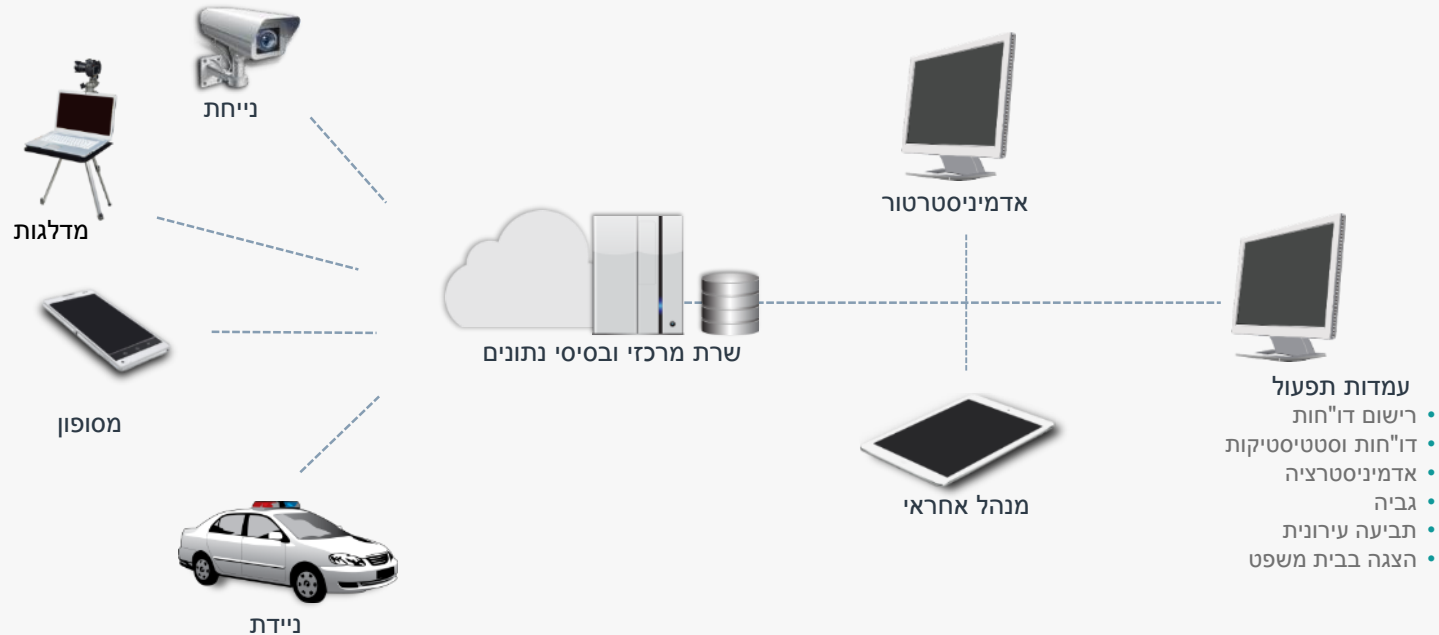 נייחת
מדלגות
מסופון
ניידת
שרת מרכזי ובסיסי נתונים
אדמיניסטרטור
מנהל אחראי
עמדות תפעול
• רישום דו"חות
• דו"חות וסטטיסטיקות
• אדמיניסטרציה
• גביה
• תביעה עירונית
• הצגה בבית משפט